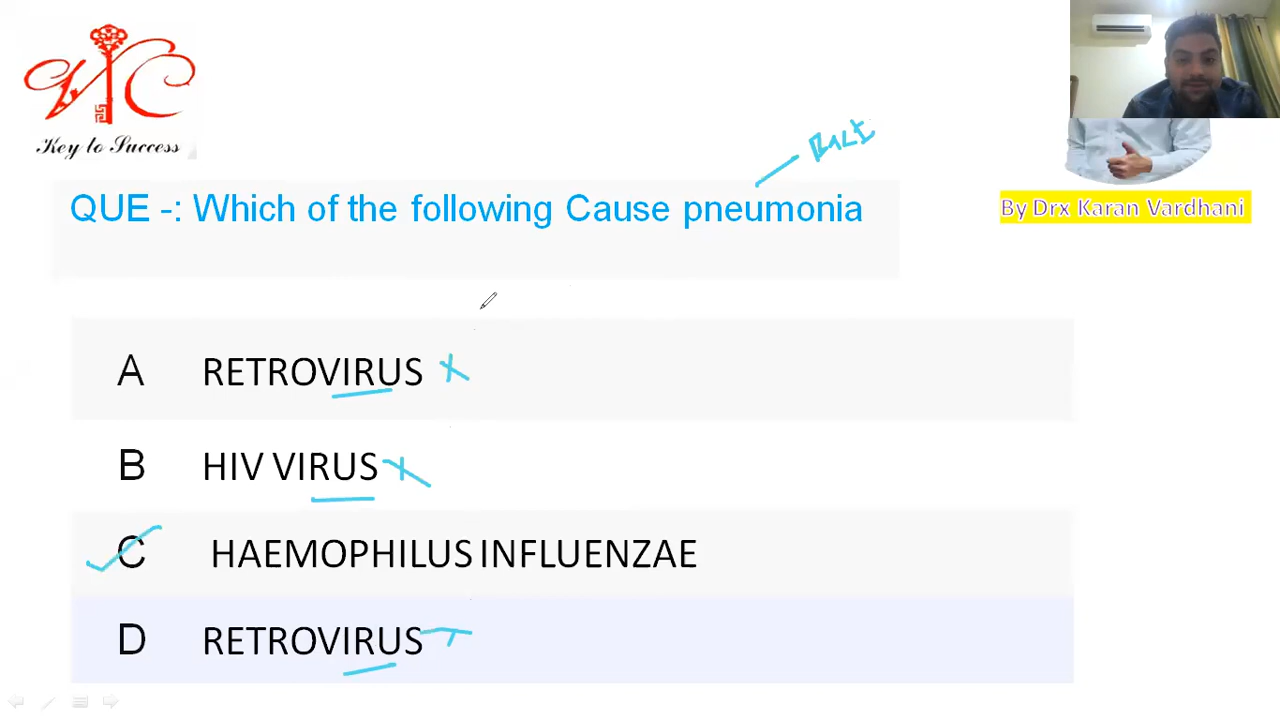 Key to Success
QUE -: Which of the following Cause pneumonia
By Drx Karan Vardhani
A RETROVIRUS
B HIV VIRUS
C HAEMOPHILUS INFLUENZAE
D RETROVIRUS